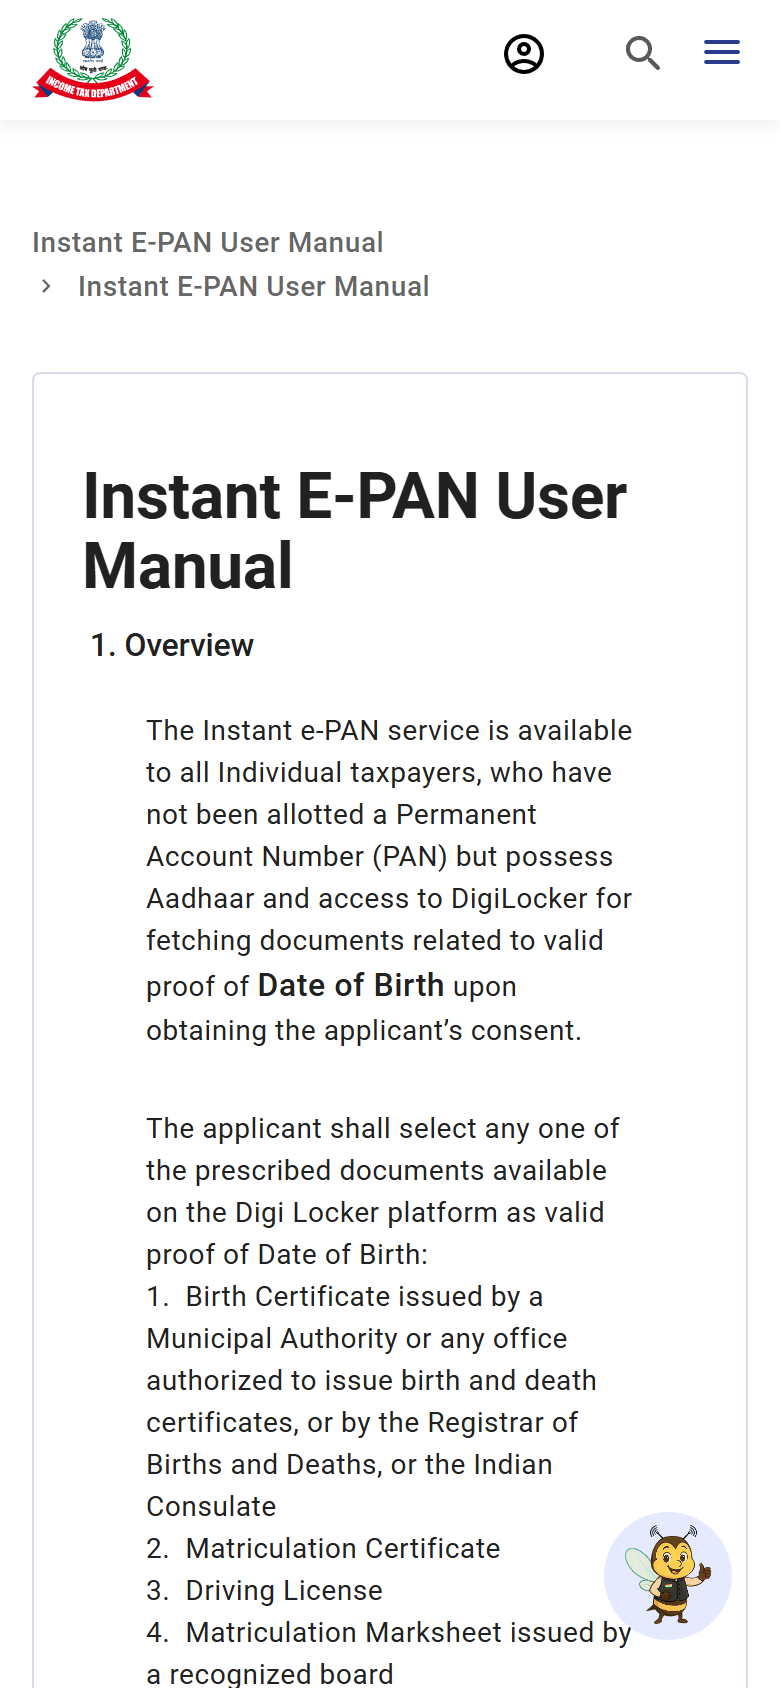 INCOME TAX DEPARTMENT
Instant E-PAN User Manual
Instant E-PAN User Manual
Instant E-PAN User
Manual
1. Overview
The Instant e-PAN service is available
to all Individual taxpayers, who have
not been allotted a Permanent
Account Number (PAN) but possess
Aadhaar and access to DigiLocker for
fetching documents related to valid
proof of Date of Birth upon
obtaining the applicant’s consent.
The applicant shall select any one of
the prescribed documents available
on the Digi Locker platform as valid
proof of Date of Birth:
1. Birth Certificate issued by a
Municipal Authority or any office
authorized to issue birth and death
certificates, or by the Registrar of
Births and Deaths, or the Indian
Consulate
2. Matriculation Certificate
3. Driving License
4. Matriculation Marksheet issued by
a recognized board